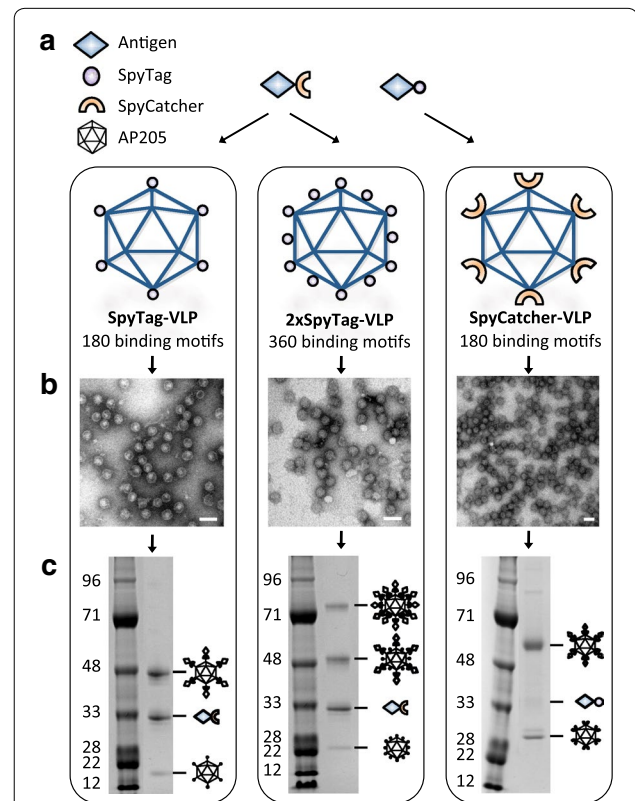 a
Antigen
SpyTag
SpyCatcher
AP205
SpyTag-VLP
180 binding motifs
2xSpyTag-VLP
360 binding motifs
SpyCatcher-VLP
180 binding motifs
b
c
96
71
48
33
28
22
12
96
71
48
33
28
22
12
96
71
48
33
28
22
12